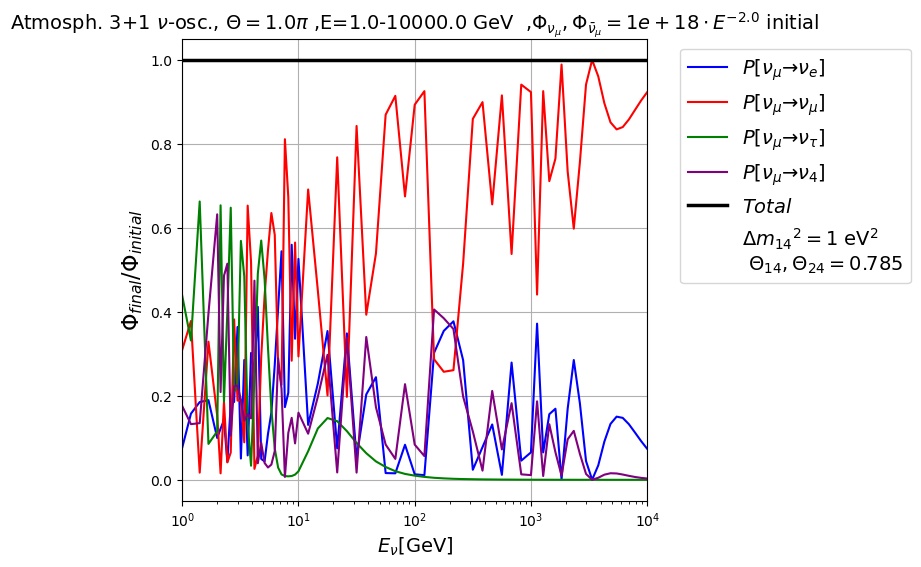 Atmosph. 3+1 ν-osc., Θ = 1.0π ,E=1.0-10000.0 GeV ,Φ_{ν_μ}, Φ_{ν̄_μ} = 1e + 18 · E^{-2.0} initial
1.0
0.8
0.6
0.4
0.2
0.0
Φ_{final}/Φ_{initial}
10^0
10^1
10^2
10^3
10^4
E_ν[GeV]
P[ν_μ→ν_e]
P[ν_μ→ν_μ]
P[ν_μ→ν_τ]
P[ν_μ→ν_4]
Total
Δm_{14}^2 = 1 eV^2
Θ_{14}, Θ_{24} = 0.785